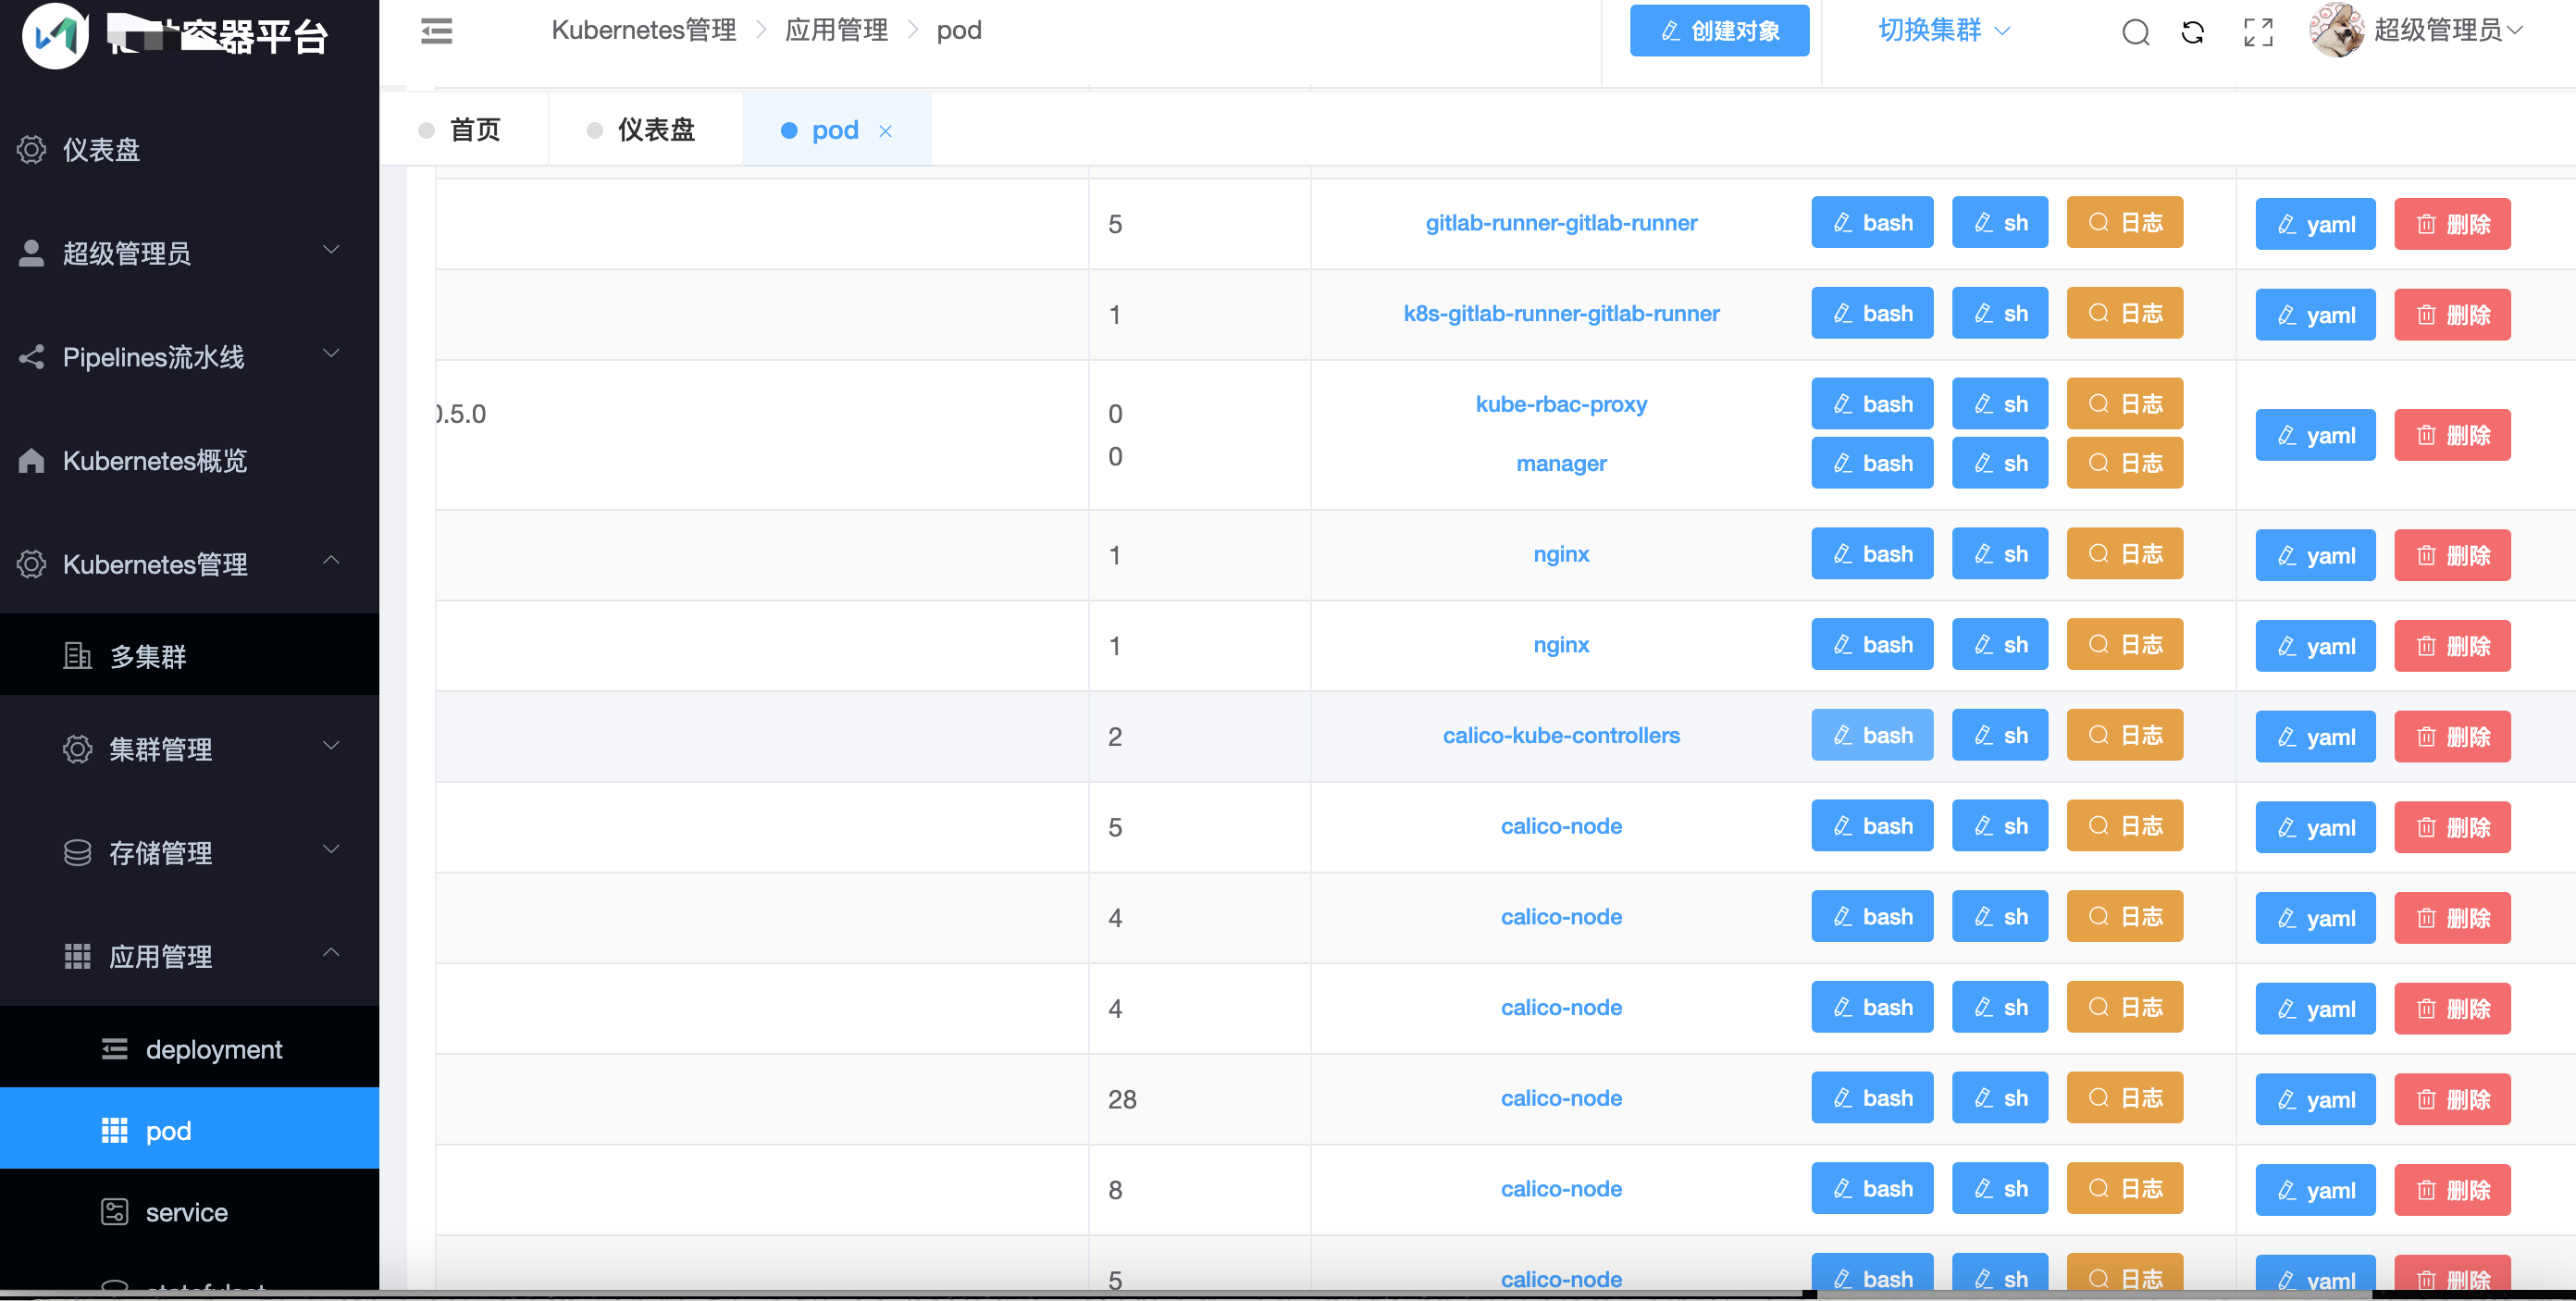 容器平台
Kubernetes管理 应用管理 pod
创建对象
切换集群
超级管理员
首页
仪表盘
pod
仪表盘
超级管理员
Pipelines流水线
Kubernetes概览
Kubernetes管理
多集群
集群管理
存储管理
应用管理
deployment
pod
service
5 gitlab-runner-gitlab-runner bash sh 日志 yaml 删除
1 k8s-gitlab-runner-gitlab-runner bash sh 日志 yaml 删除
0.5.0 0 kube-rbac-proxy bash sh 日志 yaml 删除
0 manager bash sh 日志
1 nginx bash sh 日志 yaml 删除
1 nginx bash sh 日志 yaml 删除
2 calico-kube-controllers bash sh 日志 yaml 删除
5 calico-node bash sh 日志 yaml 删除
4 calico-node bash sh 日志 yaml 删除
4 calico-node bash sh 日志 yaml 删除
28 calico-node bash sh 日志 yaml 删除
8 calico-node bash sh 日志 yaml 删除
5 calico-node bash sh 日志 yaml 删除